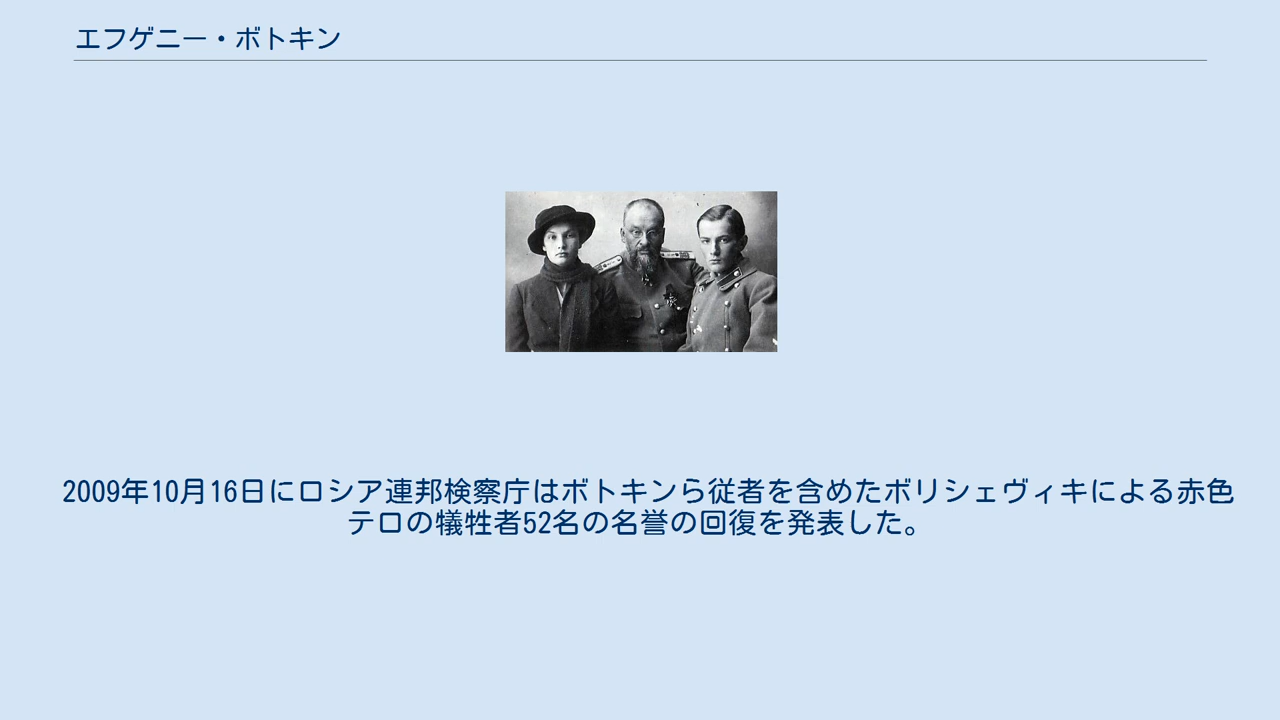 エフゲニー・ボトキン
2009年10月16日にロシア連邦検察庁はボトキンら従者を含めたボリシェヴィキによる赤色
テロの犠牲者52名の名誉の回復を発表した。